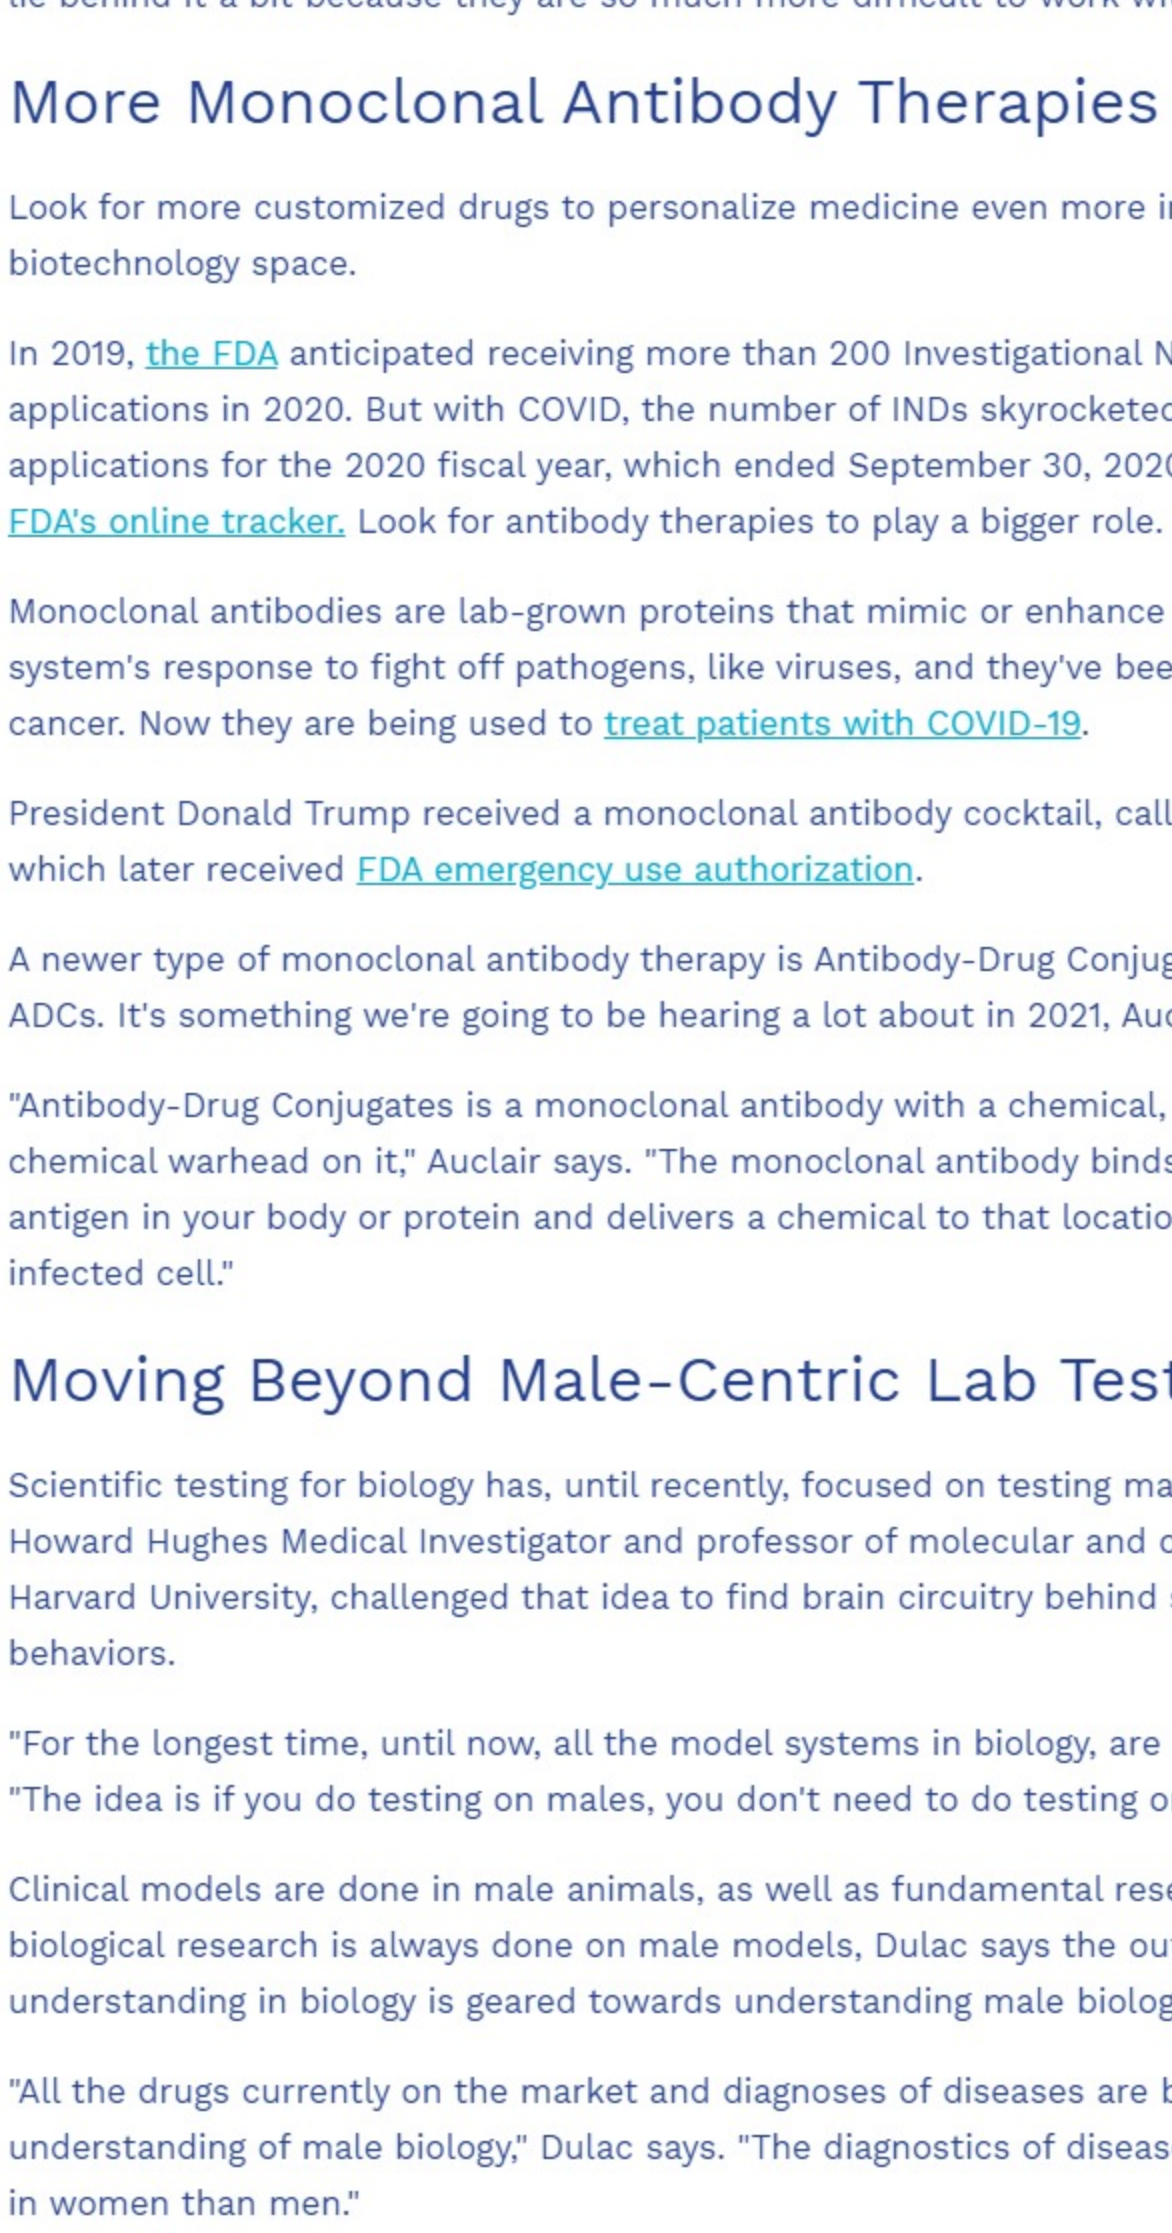 lie behind it a bit because they are so much more difficult to work
More Monoclonal Antibody Therapies
Look for more customized drugs to personalize medicine even more
biotechnology space.
In 2019, the FDA anticipated receiving more than 200 Investigational
applications in 2020. But with COVID, the number of INDs skyrocketed
applications for the 2020 fiscal year, which ended September 30, 2020
FDA's online tracker. Look for antibody therapies to play a bigger role.
Monoclonal antibodies are lab-grown proteins that mimic or enhance
system's response to fight off pathogens, like viruses, and they've
cancer. Now they are being used to treat patients with COVID-19.
President Donald Trump received a monoclonal antibody cocktail,
which later received FDA emergency use authorization.
A newer type of monoclonal antibody therapy is Antibody-Drug
ADCs. It's something we're going to be hearing a lot about in 2021,
"Antibody-Drug Conjugates is a monoclonal antibody with a chemical,
chemical warhead on it," Auclair says. "The monoclonal antibody binds
antigen in your body or protein and delivers a chemical to that
infected cell."
Moving Beyond Male-Centric Lab
Scientific testing for biology has, until recently, focused on testing
Howard Hughes Medical Investigator and professor of molecular and
Harvard University, challenged that idea to find brain circuitry behind
behaviors.
"For the longest time, until now, all the model systems in biology, are
"The idea is if you do testing on males, you don't need to do testing
Clinical models are done in male animals, as well as fundamental
biological research is always done on male models, Dulac says the
understanding in biology is geared towards understanding male
"All the drugs currently on the market and diagnoses of diseases are
understanding of male biology," Dulac says. "The diagnostics of
in women than men."